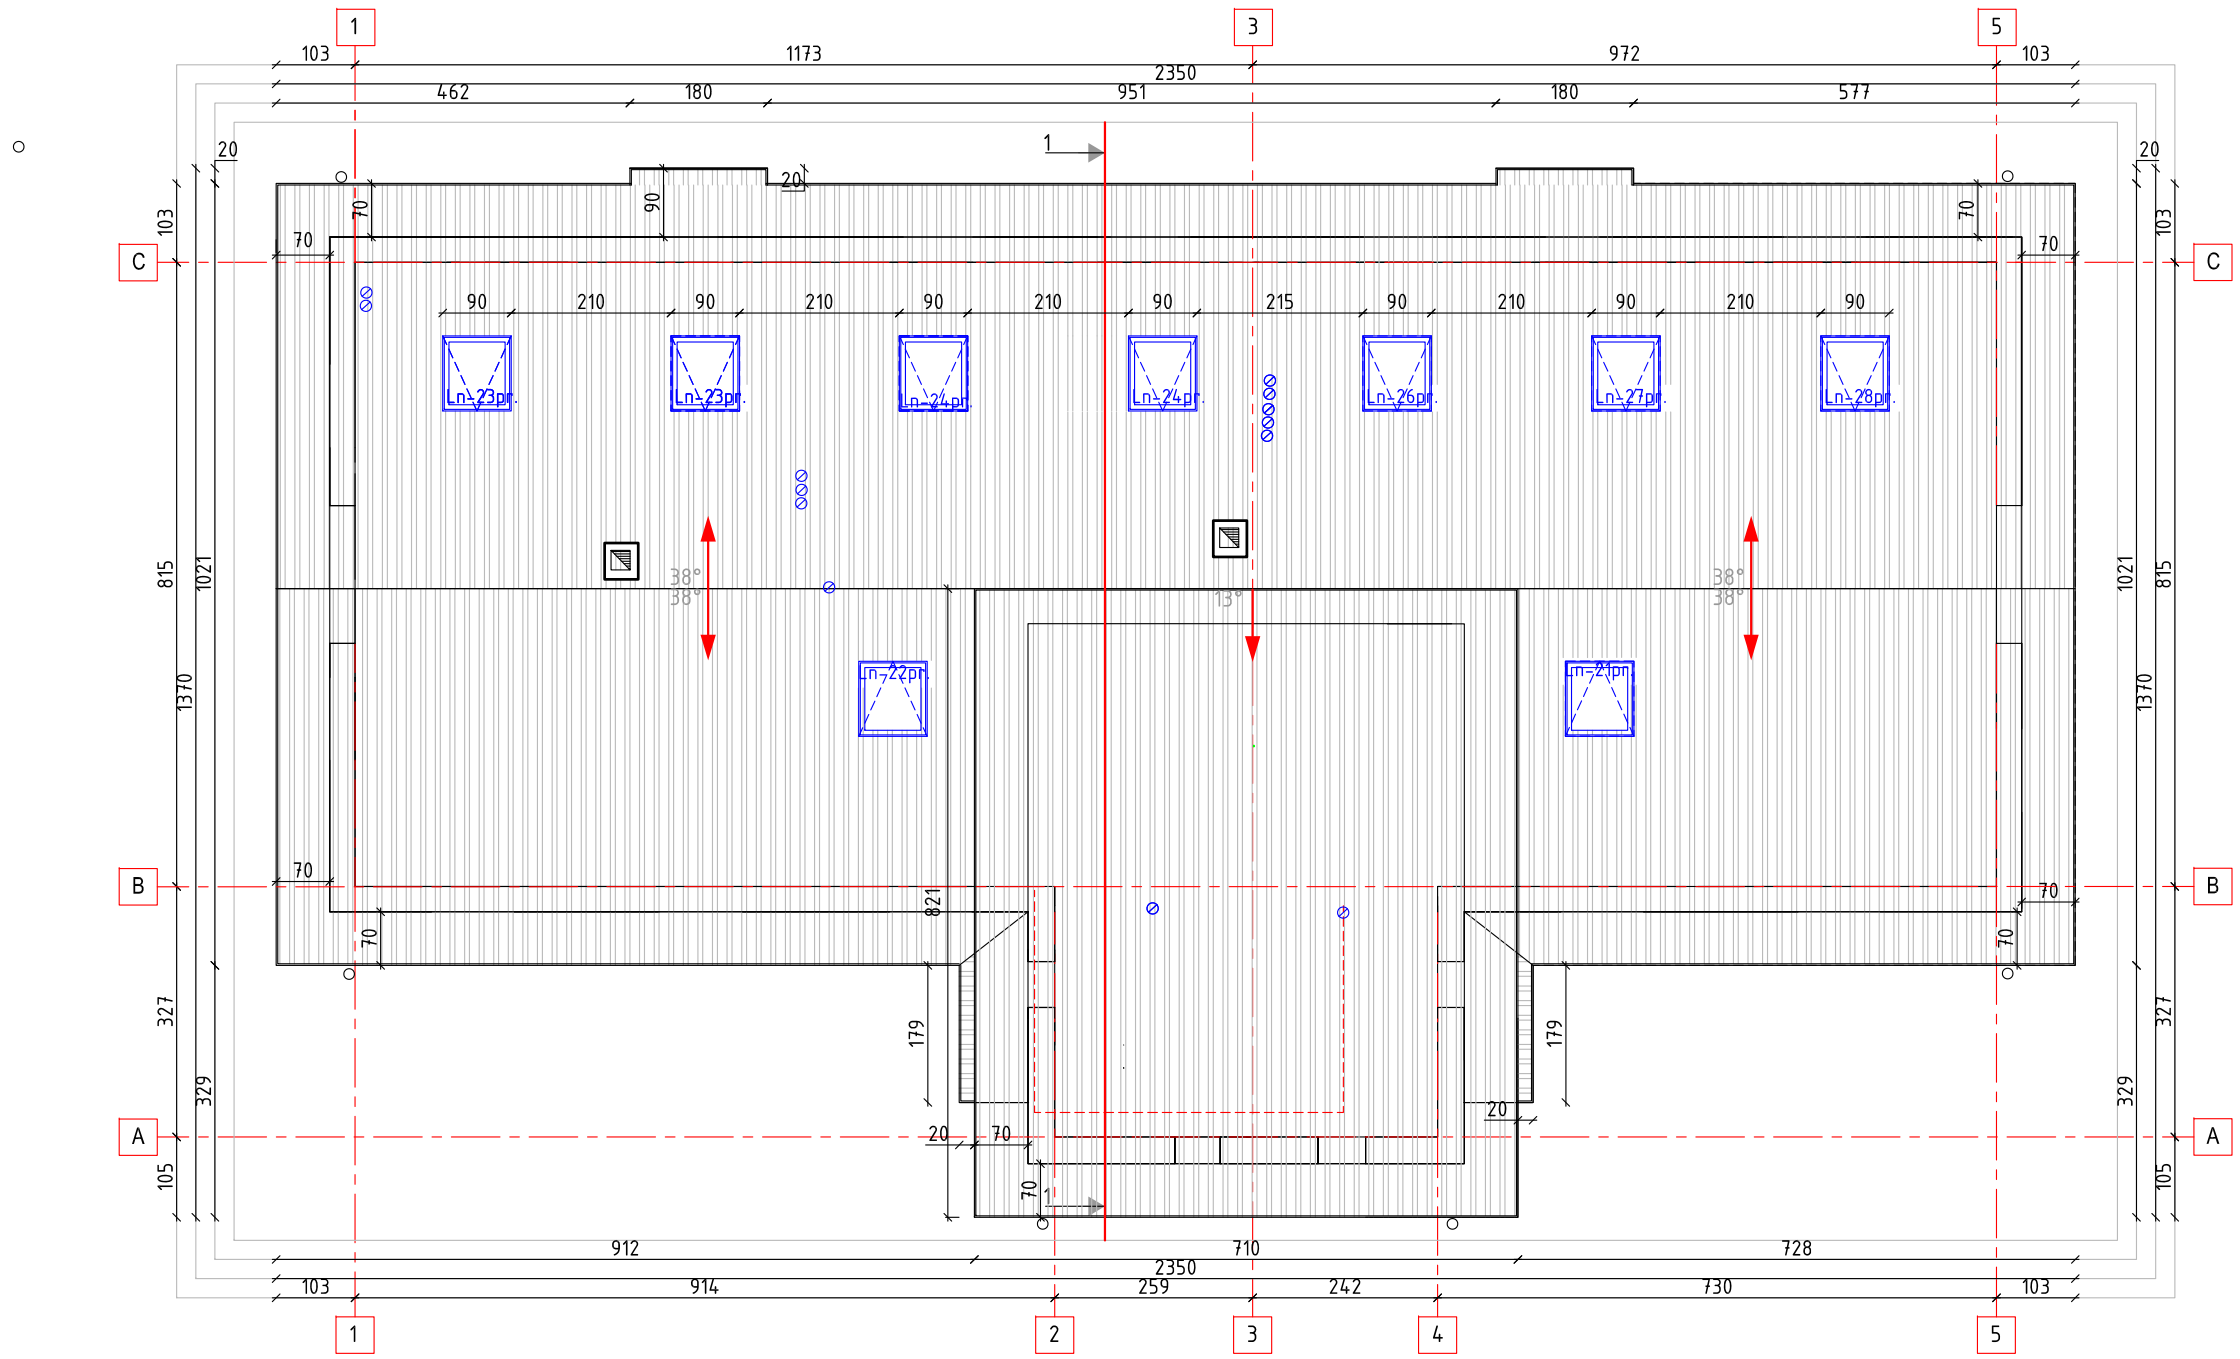 1 3 5
103 1173 972 103
2350
462 180 951 180 577
1
20 20
20
103 70 90 70 103
70 70
C C
90 210 90 210 90 210 90 215 90 210 90 210 90
Ln-23pr. Ln-23pr. Ln-24pr. Ln-24pr. Ln-26pr. Ln-27pr. Ln-28pr.
815 1021 38° 38° 1021 815
38° 13° 38°
Ln-22pr. Ln-21pr.
1370 1370
B B
70 70
821
70 70
327 179 179 327
329 329
20
A A
20 70
105 70 105
1
912 710 728
2350
103 914 259 242 730 103
1 2 3 4 5